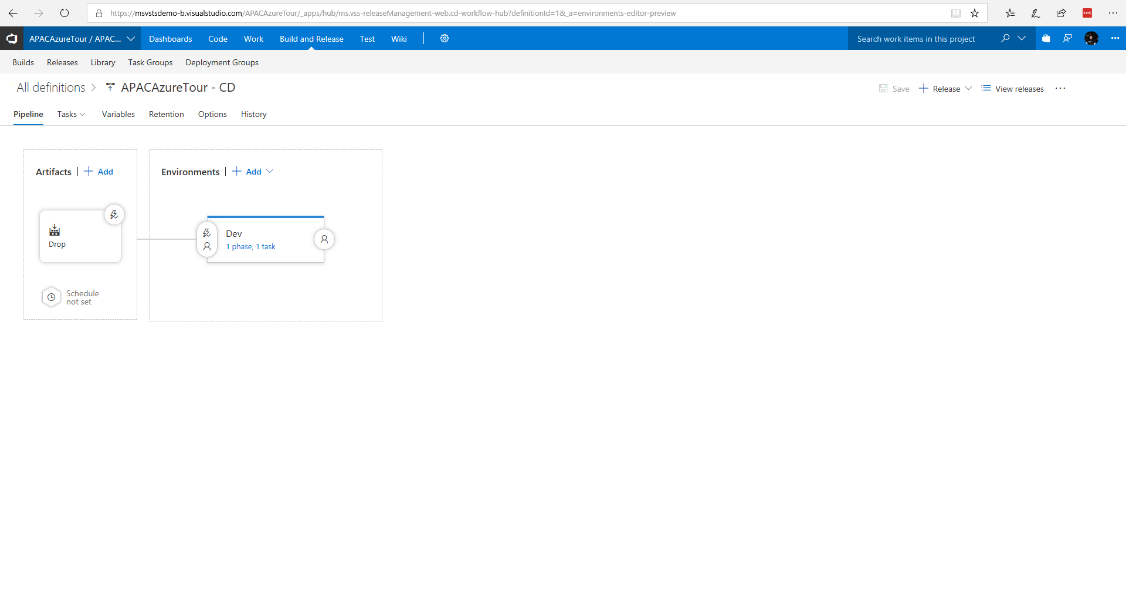 https://msvstsdemo-b.visualstudio.com/APACAzureTour/_apps/hub/ms.vss-releaseManagement-web.cd-workflow-hub?definitionId=1&_a=environments-editor-preview
APACAzureTour / APAC... Dashboards Code Work Build and Release Test Wiki Search work items in this project
Builds Releases Library Task Groups Deployment Groups
All definitions > APACAzureTour - CD Save + Release View releases ...
Pipeline Tasks Variables Retention Options History
Artifacts | + Add Environments | + Add
Drop
Dev
1 phase, 1 task
Schedule
not set